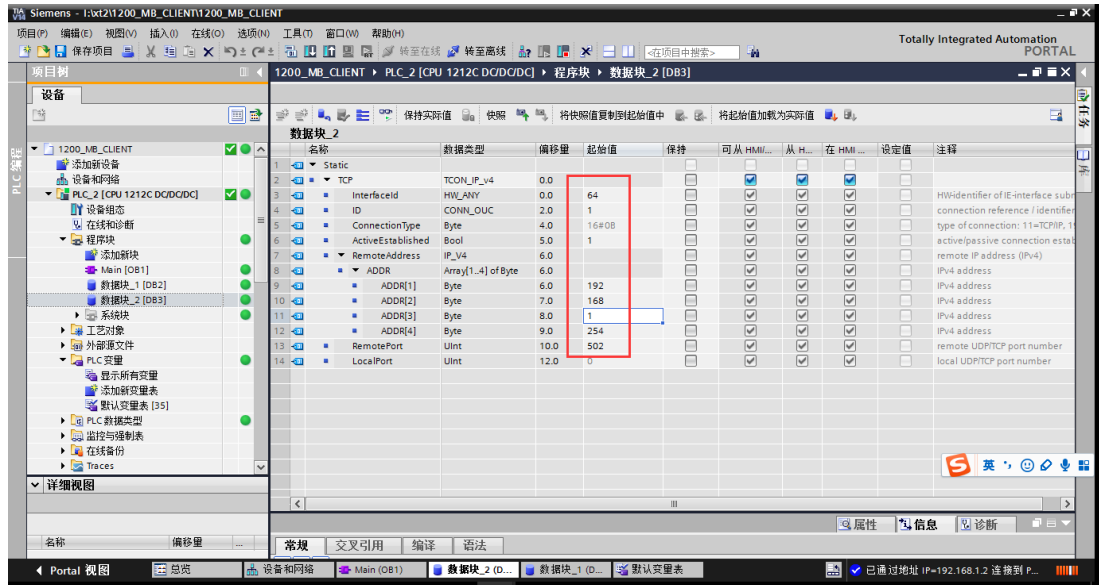 Siemens - I:\xt2\1200_MB_CLIENT\1200_MB_CLIENT
项目(P) 编辑(E) 视图(V) 插入(I) 在线(O) 选项(N) 工具(T) 窗口(W) 帮助(H)
Totally Integrated Automation
PORTAL
保存项目 转至在线 转至离线 <在项目中搜索>
项目树
1200_MB_CLIENT PLC_2 [CPU 1212C DC/DC/DC] 程序块 数据块_2 [DB3]
设备
保持实际值 快照 将快照值复制到起始值中 将起始值加载为实际值
数据块_2
名称 数据类型 偏移量 起始值 保持 可从 HMI/... 从 H... 在 HMI ... 设定值 注释
1 Static
2 TCP TCON_IP_v4 0.0
3 InterfaceId HW_ANY 0.0 64 HW-identifier of IE-interface subm
4 ID CONN_OUC 2.0 1 connection reference / identifier
5 ConnectionType Byte 4.0 16#0B type of connection: 11=TCP/IP, 1
6 ActiveEstablished Bool 5.0 1 active/passive connection estab
7 RemoteAddress IP_V4 6.0 remote IP address (IPv4)
8 ADDR Array[1..4] of Byte 6.0 IPv4 address
9 ADDR[1] Byte 6.0 192 IPv4 address
10 ADDR[2] Byte 7.0 168 IPv4 address
11 ADDR[3] Byte 8.0 1 IPv4 address
12 ADDR[4] Byte 9.0 254 IPv4 address
13 RemotePort UInt 10.0 502 remote UDP/TCP port number
14 LocalPort UInt 12.0 0 local UDP/TCP port number
PLC 编程
1200_MB_CLIENT
添加新设备
设备和网络
PLC_2 [CPU 1212C DC/DC/DC]
设备组态
在线和诊断
程序块
添加新块
Main [OB1]
数据块_1 [DB2]
数据块_2 [DB3]
系统块
工艺对象
外部源文件
PLC 变量
显示所有变量
添加新变量表
默认变量表 [35]
PLC 数据类型
监控与强制表
在线备份
Traces
详细视图
名称 偏移量 ...
任务
库
英
属性 信息 诊断
常规 交叉引用 编译 语法
Portal 视图 总览 设备和网络 Main (OB1) 数据块_2 (D... 数据块_1 (D... 默认变量表
已通过地址 IP=192.168.1.2 连接到 P...